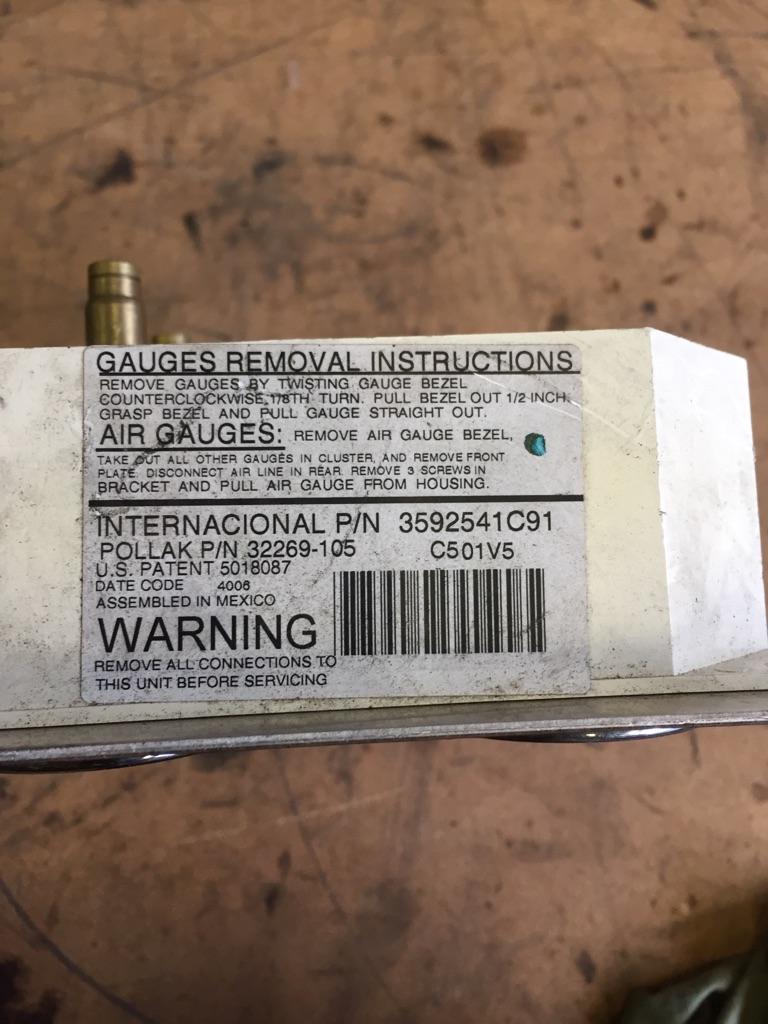 GAUGES REMOVAL INSTRUCTIONS
REMOVE GAUGES BY TWISTING GAUGE BEZEL
COUNTERCLOCKWISE 1/8TH TURN. PULL BEZEL OUT 1/2 INCH.
GRASP BEZEL AND PULL GAUGE STRAIGHT OUT.
AIR GAUGES: REMOVE AIR GAUGE BEZEL,
TAKE OUT ALL OTHER GAUGES IN CLUSTER, AND REMOVE FRONT
PLATE. DISCONNECT AIR LINE IN REAR. REMOVE 3 SCREWS IN
BRACKET AND PULL AIR GAUGE FROM HOUSING.
INTERNACIONAL P/N 3592541C91
POLLAK P/N 32269-105 C501V5
U.S. PATENT 5018087
DATE CODE 4006
ASSEMBLED IN MEXICO
WARNING
REMOVE ALL CONNECTIONS TO
THIS UNIT BEFORE SERVICING